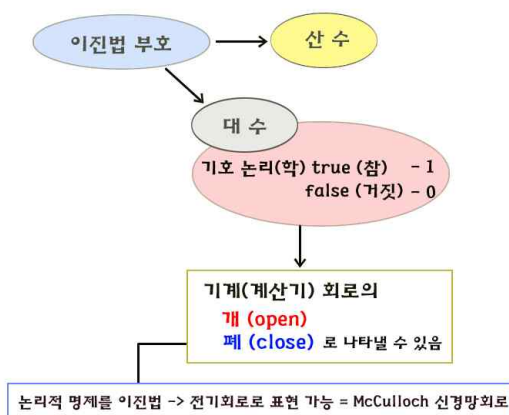 이진법 부호
산 수
대 수
기호 논리(학) true (참) - 1
false (거짓) - 0
기계(계산기) 회로의
개 (open)
폐 (close) 로 나타낼 수 있음
논리적 명제를 이진법 -> 전기회로로 표현 가능 = McCulloch 신경망회로